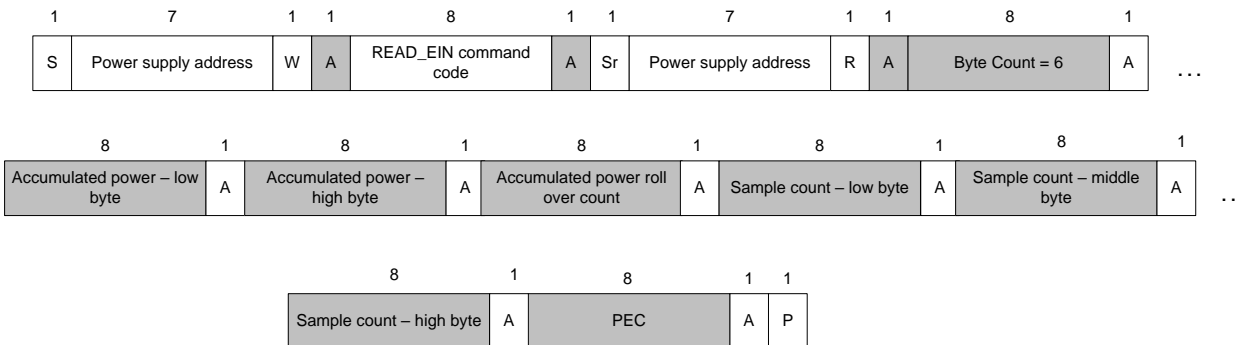 1 7 1 1 8 1 1 7 1 1 8 1
S Power supply address W A READ_EIN command code A Sr Power supply address R A Byte Count = 6 A ...
8 1 8 1 8 1 8 1 8 1
Accumulated power – low byte A Accumulated power – high byte A Accumulated power roll over count A Sample count – low byte A Sample count – middle byte A ..
8 1 8 1 1
Sample count – high byte A PEC A P